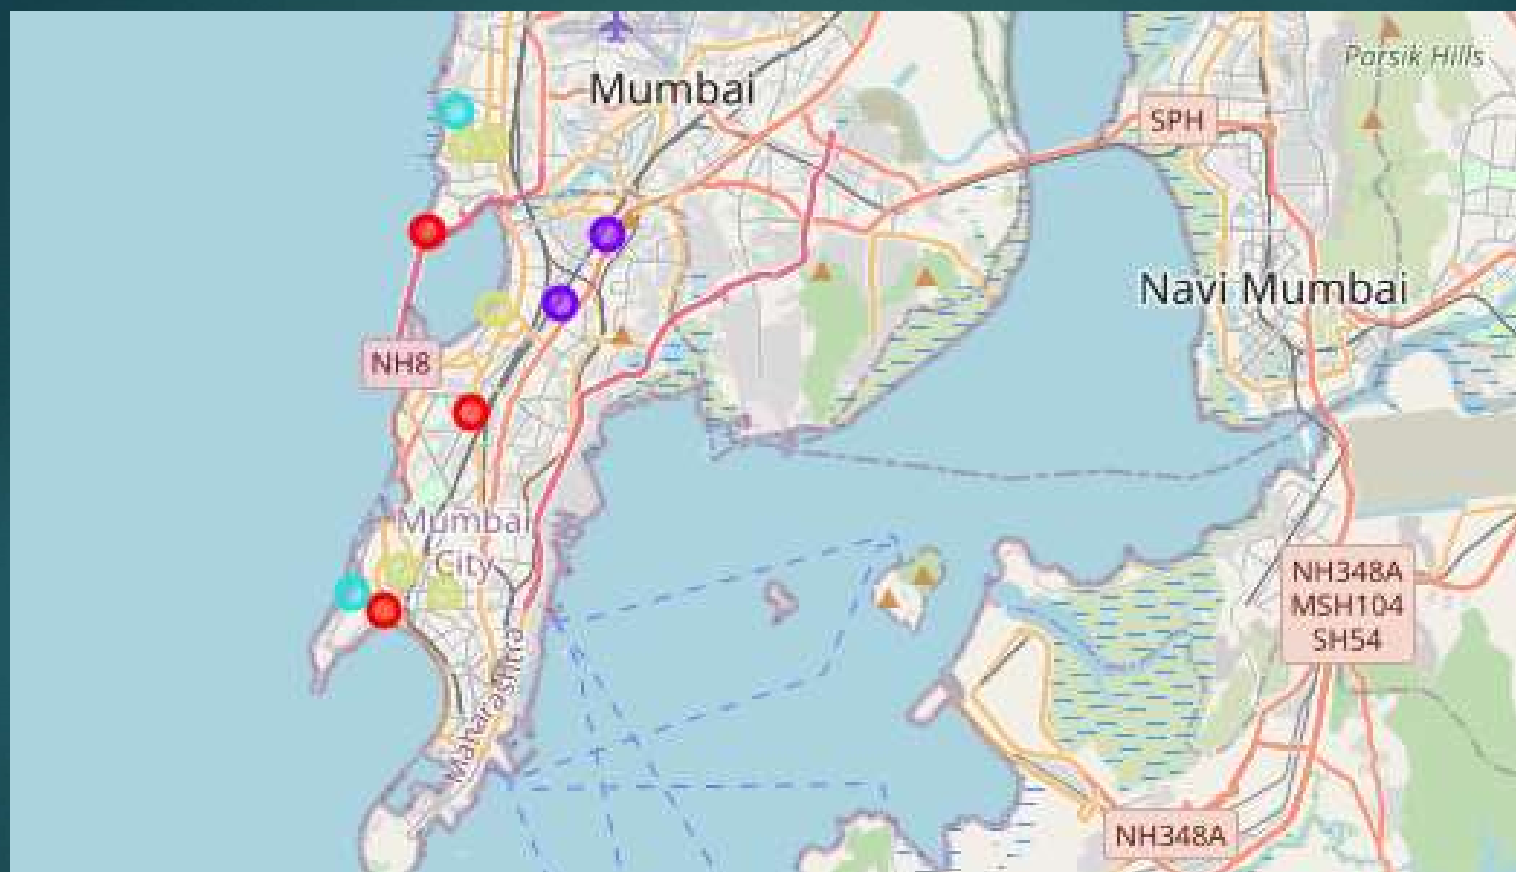 Parsik Hills
Mumbai
SPH
Navi Mumbai
NH8
Mumbai
City
NH348A
MSH104
SH54
Maharashtra
NH348A